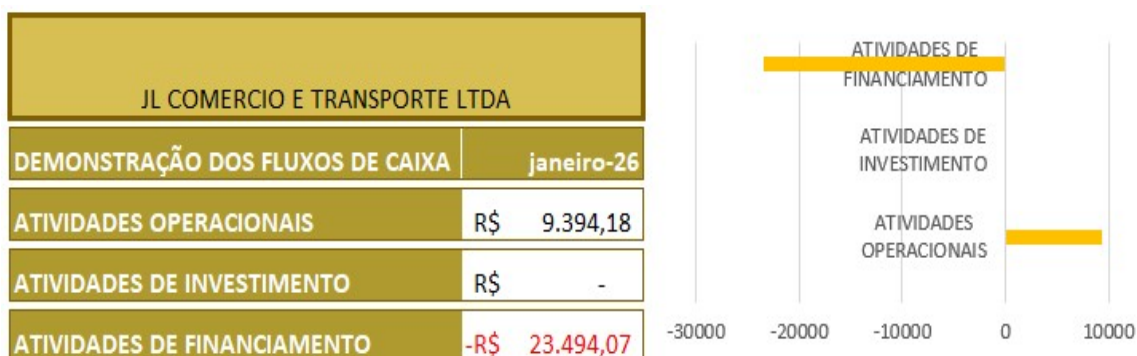 JL COMERCIO E TRANSPORTE LTDA
DEMONSTRAÇÃO DOS FLUXOS DE CAIXA janeiro-26
ATIVIDADES OPERACIONAIS R$ 9.394,18
ATIVIDADES DE INVESTIMENTO R$ -
ATIVIDADES DE FINANCIAMENTO -R$ 23.494,07
ATIVIDADES DE
FINANCIAMENTO
ATIVIDADES DE
INVESTIMENTO
ATIVIDADES
OPERACIONAIS
-30000 -20000 -10000 0 10000